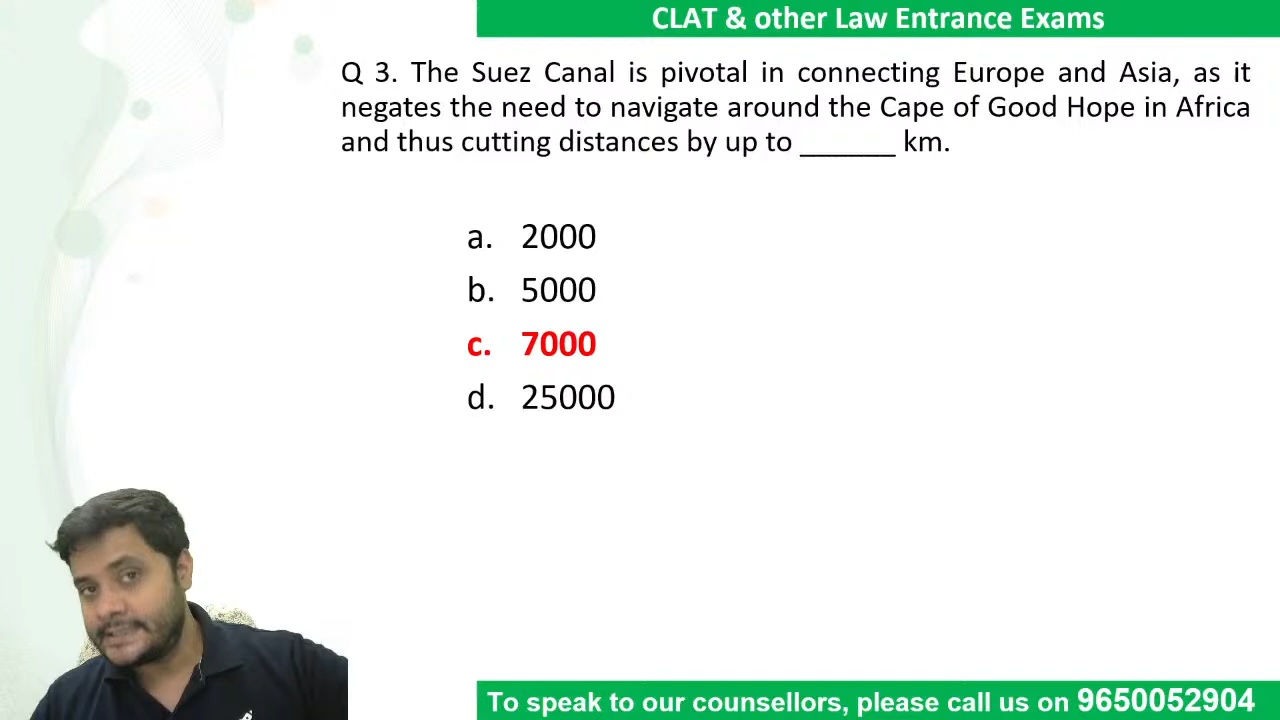 CLAT & other Law Entrance Exams
Q 3. The Suez Canal is pivotal in connecting Europe and Asia, as it
negates the need to navigate around the Cape of Good Hope in Africa
and thus cutting distances by up to ______ km.
a. 2000
b. 5000
c. 7000
d. 25000
To speak to our counsellors, please call us on 9650052904